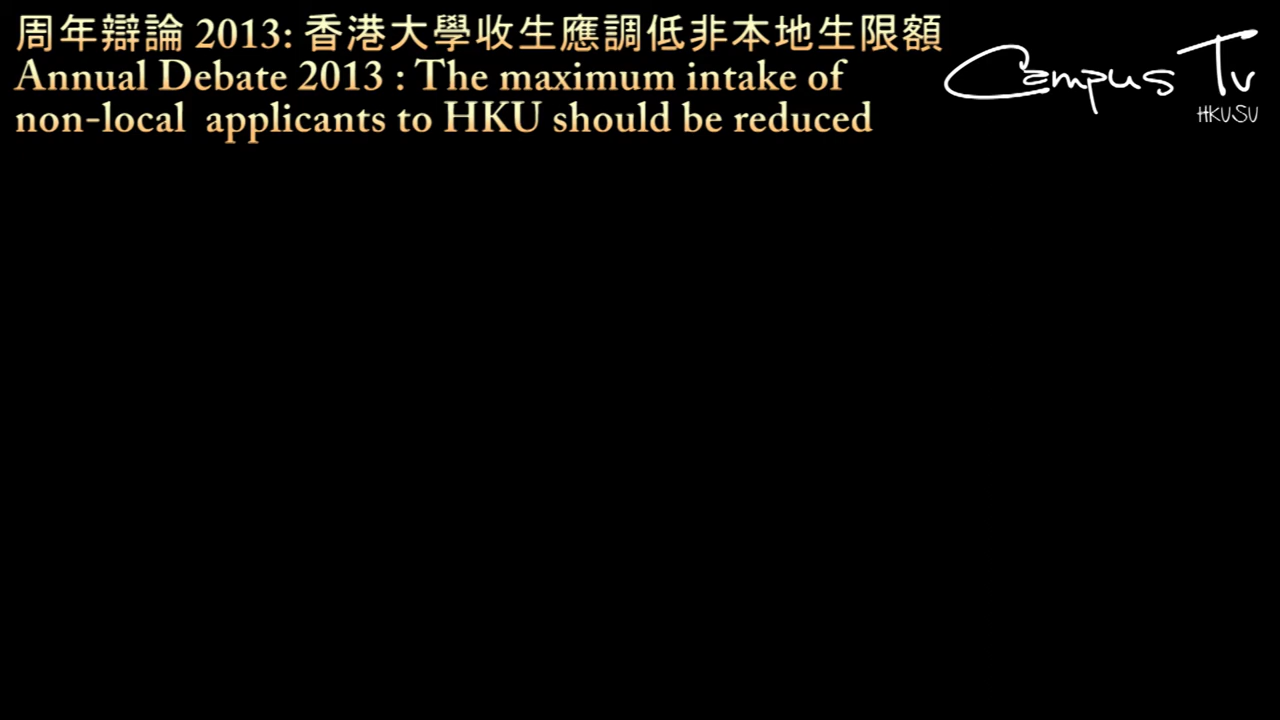 周年辯論 2013: 香港大學收生應調低非本地生限額
Annual Debate 2013 : The maximum intake of
non-local applicants to HKU should be reduced
Campus Tv
HKUSU